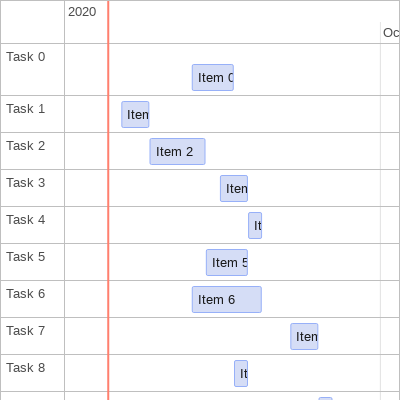 2020
Oc
Task 0
Item 0
Task 1
Item
Task 2
Item 2
Task 3
Item
Task 4
It
Task 5
Item 5
Task 6
Item 6
Task 7
Item
Task 8
It